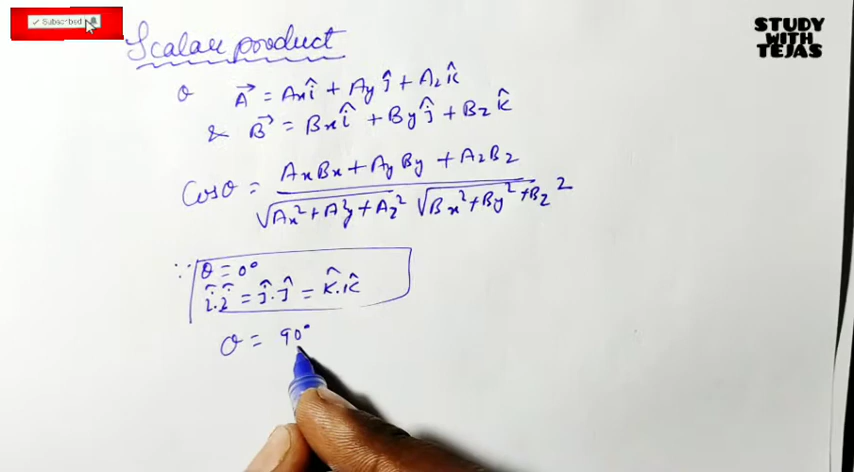 ✓ Subscribed
STUDY
WITH
TEJAS
Scalar product
θ A⃗ = Axî + Ayĵ + Azk̂
& B⃗ = Bxî + Byĵ + Bzk̂
Cosθ = AxBx + AyBy + AzBz / √Ax² + Ay² + Az² √Bx² + By² + Bz²
∵ θ = 0°
î.î = ĵ.ĵ = k̂.k̂
θ = 90°